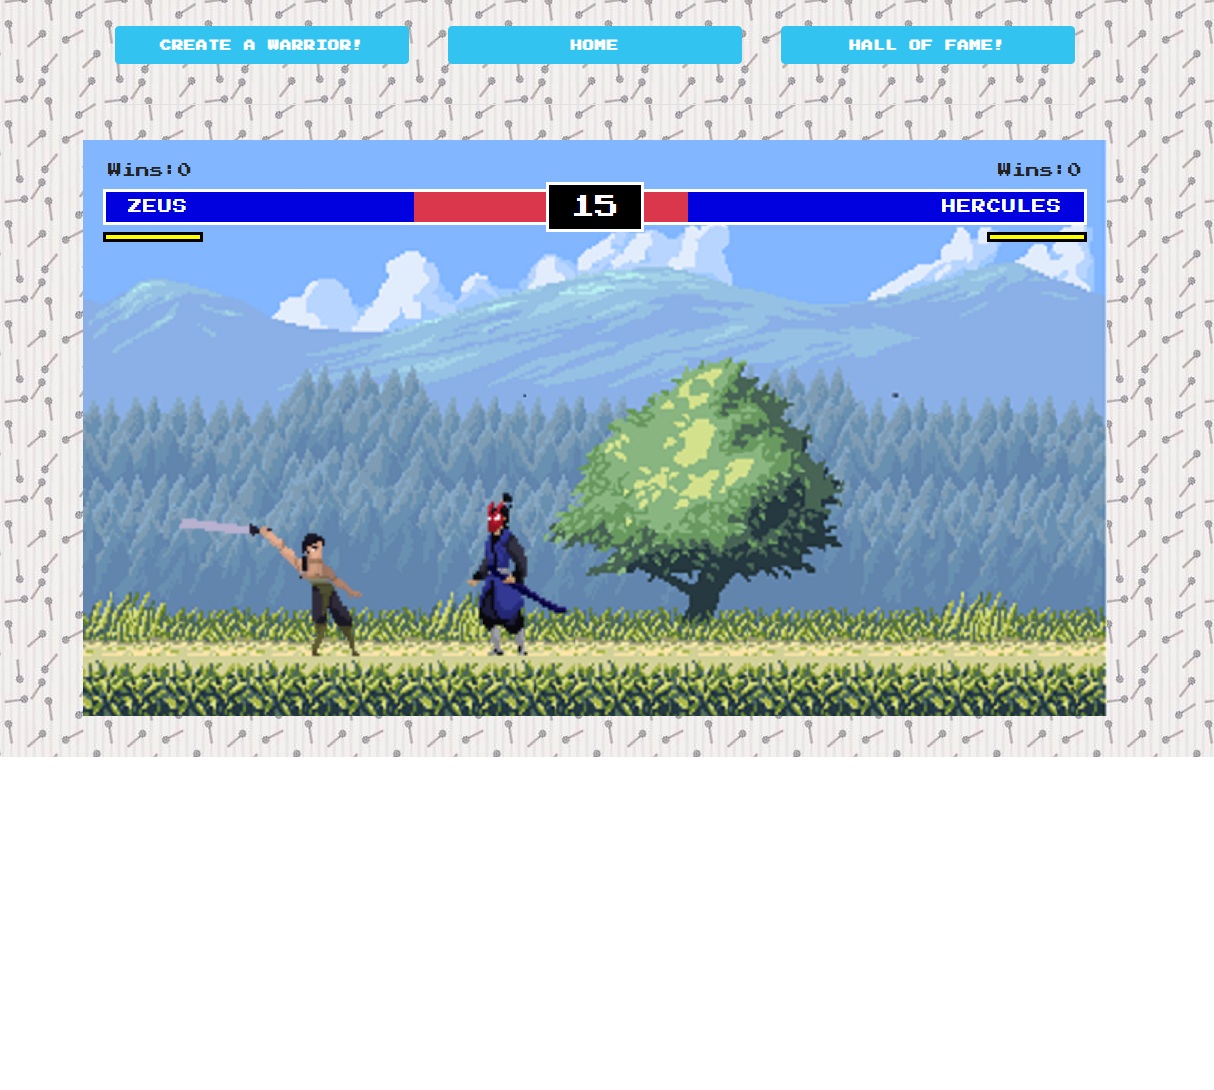 CREATE A WARRIOR!
HOME
HALL OF FAME!
Wins:0
Wins:0
ZEUS
15
HERCULES